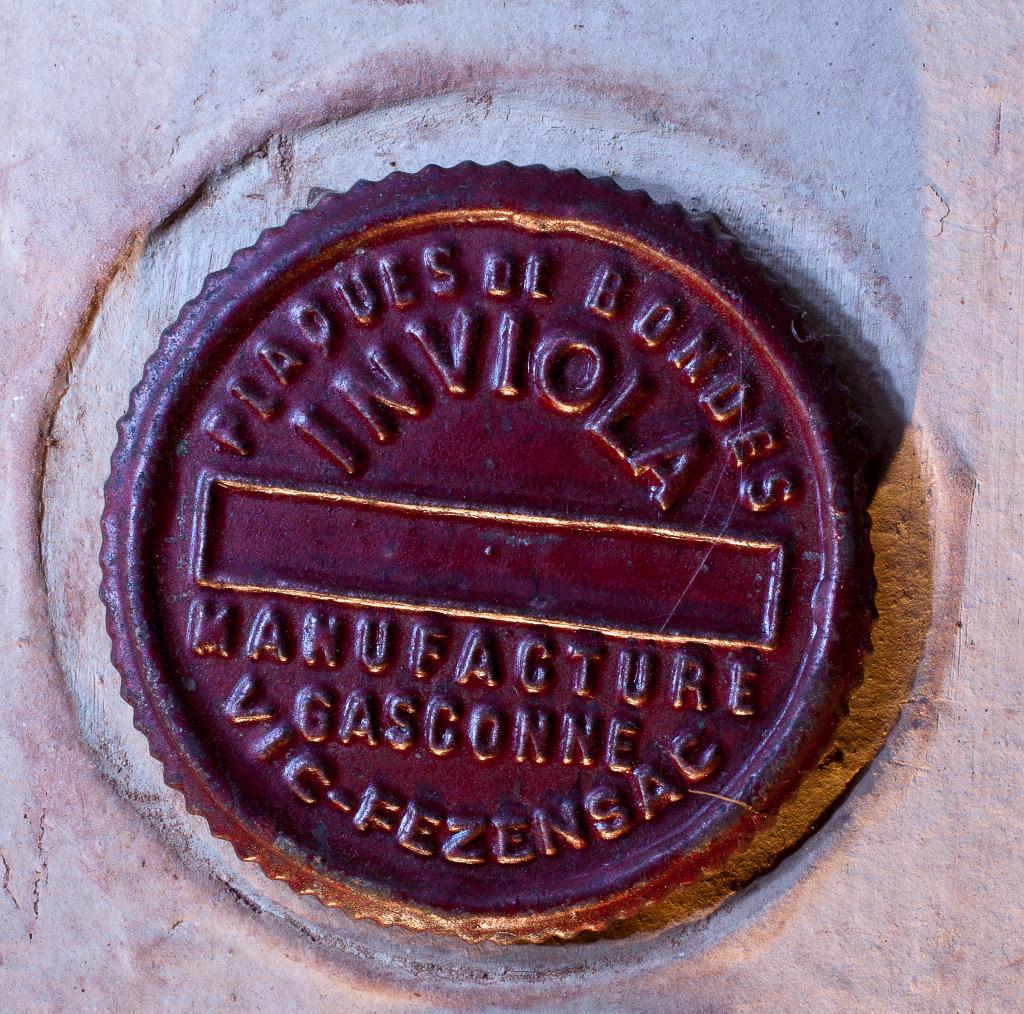 PLAQUES DE BONDES
INVIOLA
MANUFACTURE
GASCONNE
VIC-FEZENSAC